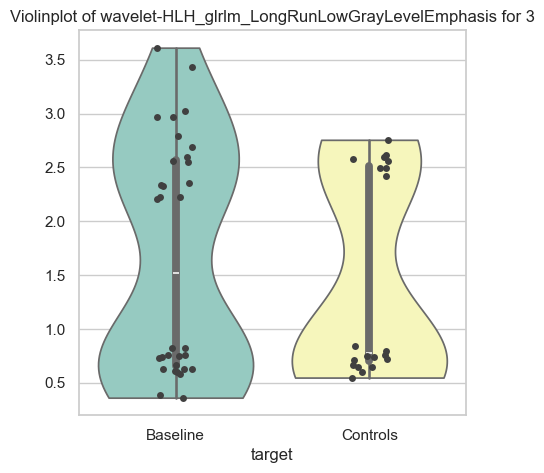 Violinplot of wavelet-HLH_glrlm_LongRunLowGrayLevelEmphasis for 3
3.5
3.0
2.5
2.0
1.5
1.0
0.5
Baseline Controls
target